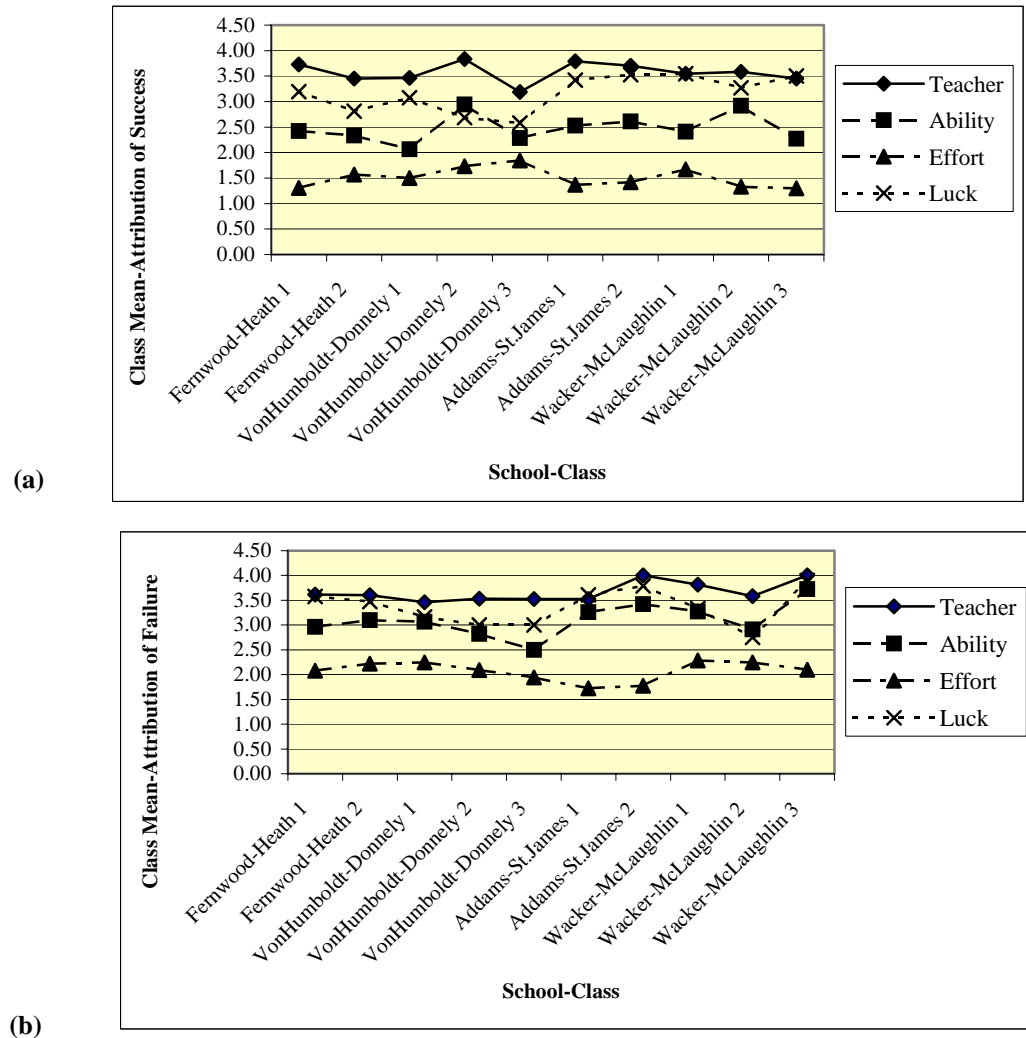 4.50
4.00
3.50
3.00
2.50
2.00
1.50
1.00
0.50
0.00
Class Mean-Attribution of Success
Fernwood-Heath 1
Fernwood-Heath 2
VonHumboldt-Donnely 1
VonHumboldt-Donnely 2
VonHumboldt-Donnely 3
Addams-St.James 1
Addams-St.James 2
Wacker-McLaughlin 1
Wacker-McLaughlin 2
Wacker-McLaughlin 3
School-Class
Teacher
Ability
Effort
Luck
(a)
4.50
4.00
3.50
3.00
2.50
2.00
1.50
1.00
0.50
0.00
Class Mean-Attribution of Failure
Fernwood-Heath 1
Fernwood-Heath 2
VonHumboldt-Donnely 1
VonHumboldt-Donnely 2
VonHumboldt-Donnely 3
Addams-St.James 1
Addams-St.James 2
Wacker-McLaughlin 1
Wacker-McLaughlin 2
Wacker-McLaughlin 3
School-Class
Teacher
Ability
Effort
Luck
(b)